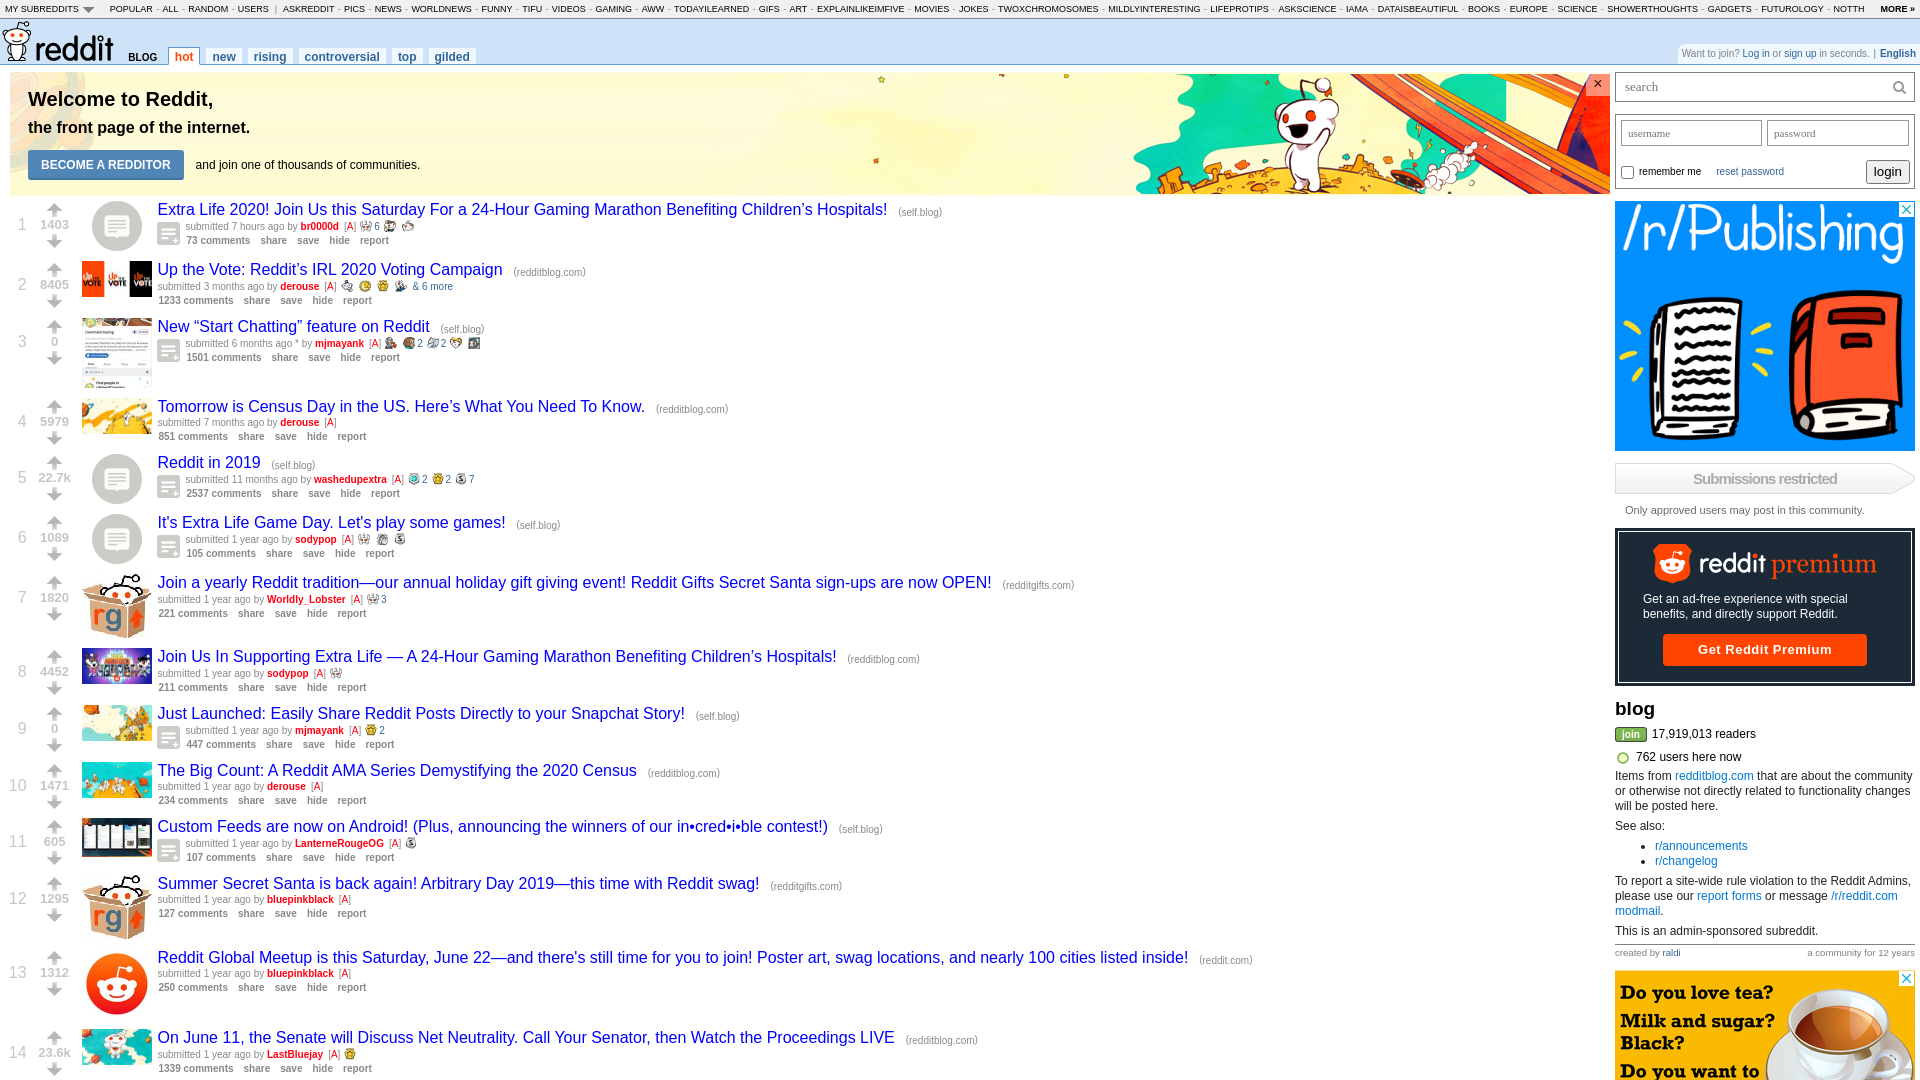 MY SUBREDDITS POPULAR - ALL - RANDOM - USERS | ASKREDDIT - PICS - NEWS - WORLDNEWS - FUNNY - TIFU - VIDEOS - GAMING - AWW - TODAYILEARNED - GIFS - ART - EXPLAINLIKEIMFIVE - MOVIES - JOKES - TWOXCHROMOSOMES - MILDLYINTERESTING - LIFEPROTIPS - ASKSCIENCE - IAMA - DATAISBEAUTIFUL - BOOKS - EUROPE - SCIENCE - SHOWERTHOUGHTS - GADGETS - FUTUROLOGY - NOTTH MORE »
reddit BLOG hot new rising controversial top gilded
Want to join? Log in or sign up in seconds. | English
Welcome to Reddit,
the front page of the internet.
BECOME A REDDITOR and join one of thousands of communities.
×
1 1403 Extra Life 2020! Join Us this Saturday For a 24-Hour Gaming Marathon Benefiting Children’s Hospitals! (self.blog)
submitted 7 hours ago by br0000d [A] 6
73 comments share save hide report
2 8405 Up the Vote: Reddit’s IRL 2020 Voting Campaign (redditblog.com)
submitted 3 months ago by derouse [A] & 6 more
1233 comments share save hide report
3 0 New “Start Chatting” feature on Reddit (self.blog)
submitted 6 months ago * by mjmayank [A] 2 2
1501 comments share save hide report
4 5979 Tomorrow is Census Day in the US. Here’s What You Need To Know. (redditblog.com)
submitted 7 months ago by derouse [A]
851 comments share save hide report
5 22.7k Reddit in 2019 (self.blog)
submitted 11 months ago by washedupextra [A] 2 2 7
2537 comments share save hide report
6 1089 It's Extra Life Game Day. Let's play some games! (self.blog)
submitted 1 year ago by sodypop [A]
105 comments share save hide report
7 1820 Join a yearly Reddit tradition—our annual holiday gift giving event! Reddit Gifts Secret Santa sign-ups are now OPEN! (redditgifts.com)
rg
submitted 1 year ago by Worldly_Lobster [A] 3
221 comments share save hide report
8 4452 Join Us In Supporting Extra Life — A 24-Hour Gaming Marathon Benefiting Children’s Hospitals! (redditblog.com)
submitted 1 year ago by sodypop [A]
211 comments share save hide report
9 0 Just Launched: Easily Share Reddit Posts Directly to your Snapchat Story! (self.blog)
submitted 1 year ago by mjmayank [A] 2
447 comments share save hide report
10 1471 The Big Count: A Reddit AMA Series Demystifying the 2020 Census (redditblog.com)
submitted 1 year ago by derouse [A]
234 comments share save hide report
11 605 Custom Feeds are now on Android! (Plus, announcing the winners of our in•cred•i•ble contest!) (self.blog)
submitted 1 year ago by LanterneRougeOG [A]
107 comments share save hide report
12 1295 Summer Secret Santa is back again! Arbitrary Day 2019—this time with Reddit swag! (redditgifts.com)
rg
submitted 1 year ago by bluepinkblack [A]
127 comments share save hide report
13 1312 Reddit Global Meetup is this Saturday, June 22—and there's still time for you to join! Poster art, swag locations, and nearly 100 cities listed inside! (reddit.com)
submitted 1 year ago by bluepinkblack [A]
250 comments share save hide report
14 23.6k On June 11, the Senate will Discuss Net Neutrality. Call Your Senator, then Watch the Proceedings LIVE (redditblog.com)
submitted 1 year ago by LastBluejay [A]
1339 comments share save hide report
search
username password
remember me reset password login
/r/Publishing
Submissions restricted
Only approved users may post in this community.
reddit premium
Get an ad-free experience with special
benefits, and directly support Reddit.
Get Reddit Premium
blog
join 17,919,013 readers
762 users here now
Items from redditblog.com that are about the community
or otherwise not directly related to functionality changes
will be posted here.
See also:
• r/announcements
• r/changelog
To report a site-wide rule violation to the Reddit Admins,
please use our report forms or message /r/reddit.com
modmail.
This is an admin-sponsored subreddit.
created by raldi a community for 12 years
Do you love tea?
Milk and sugar?
Black?
Do you want to